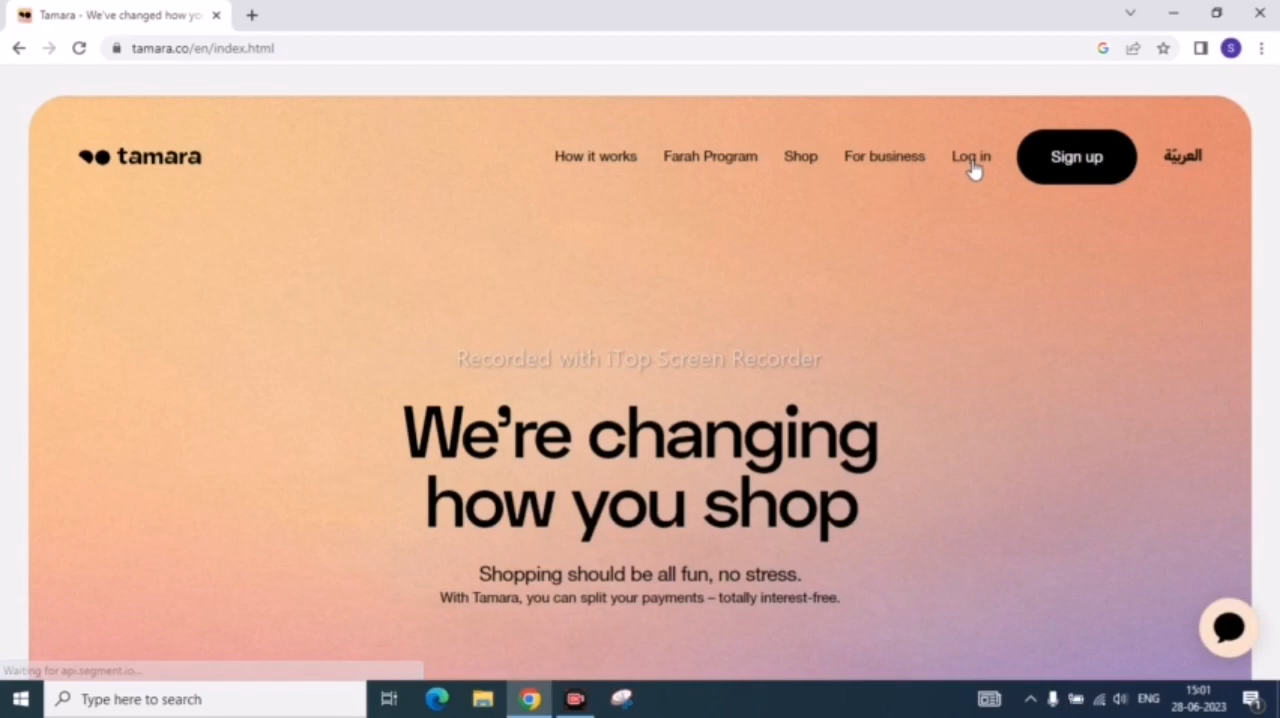 Tamara - We've changed how yo
tamara.co/en/index.html
S
tamara
How it works
Farah Program
Shop
For business
Log in
Sign up
العربيّة
Recorded with iTop Screen Recorder
We're changing
how you shop
Shopping should be all fun, no stress.
With Tamara, you can split your payments – totally interest-free.
Waiting for api.segment.io...
Type here to search
ENG
15:01
28-06-2023
1